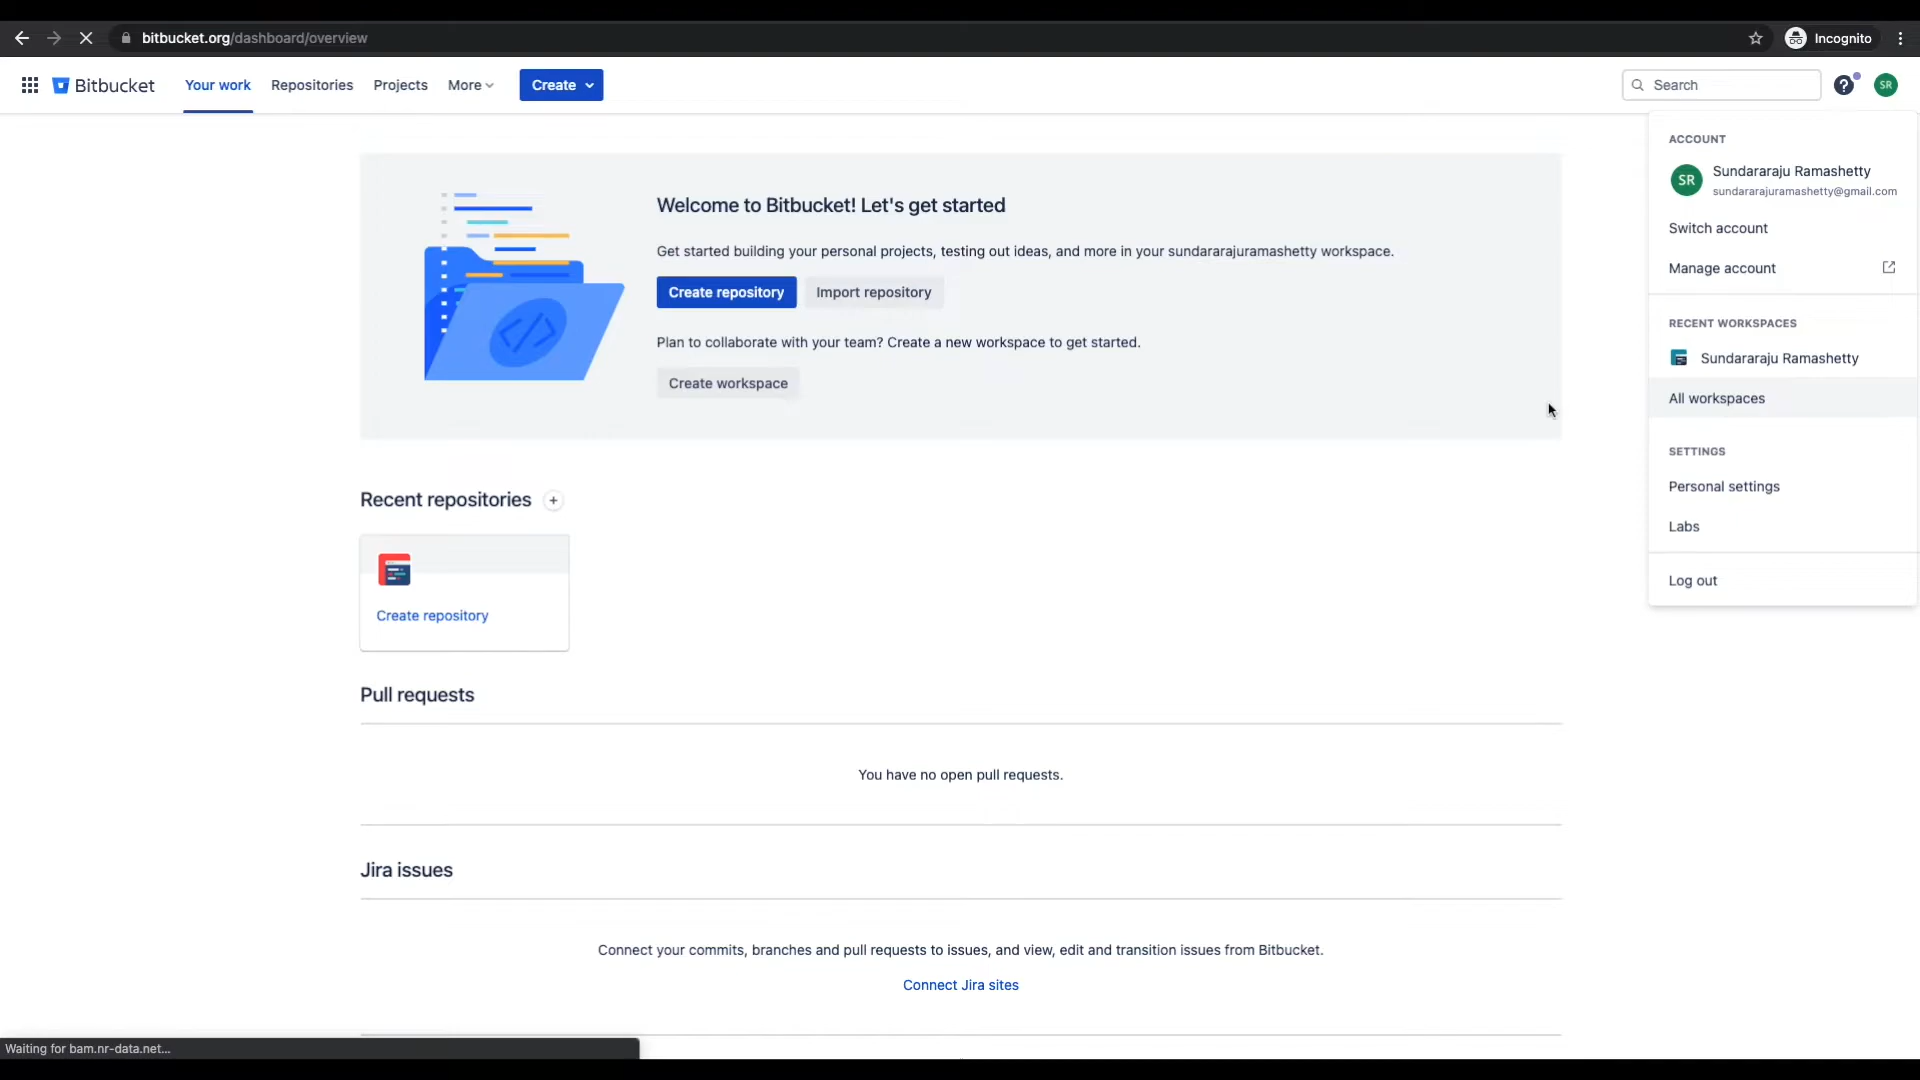 bitbucket.org/dashboard/overview
Incognito
Bitbucket
Your work
Repositories
Projects
More
Create
Search
?
SR
ACCOUNT
SR
Sundararaju Ramashetty
sundararajuramashetty@gmail.com
Switch account
Manage account
RECENT WORKSPACES
Sundararaju Ramashetty
All workspaces
SETTINGS
Personal settings
Labs
Log out
Welcome to Bitbucket! Let's get started
Get started building your personal projects, testing out ideas, and more in your sundararajuramashetty workspace.
Create repository
Import repository
Plan to collaborate with your team? Create a new workspace to get started.
Create workspace
</>
Recent repositories
+
Create repository
Pull requests
You have no open pull requests.
Jira issues
Connect your commits, branches and pull requests to issues, and view, edit and transition issues from Bitbucket.
Connect Jira sites
Waiting for bam.nr-data.net...